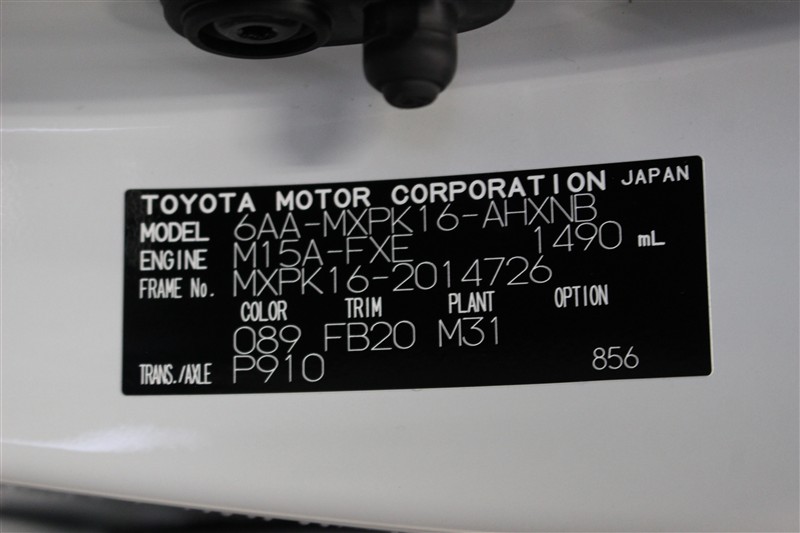 TOYOTA MOTOR CORPORATION JAPAN
MODEL 6AA-MXPK16-AHXNB
ENGINE M15A-FXE 1490 mL
FRAME No. MXPK16-2014726
COLOR TRIM PLANT OPTION
089 FB20 M31
TRANS./AXLE P910 856